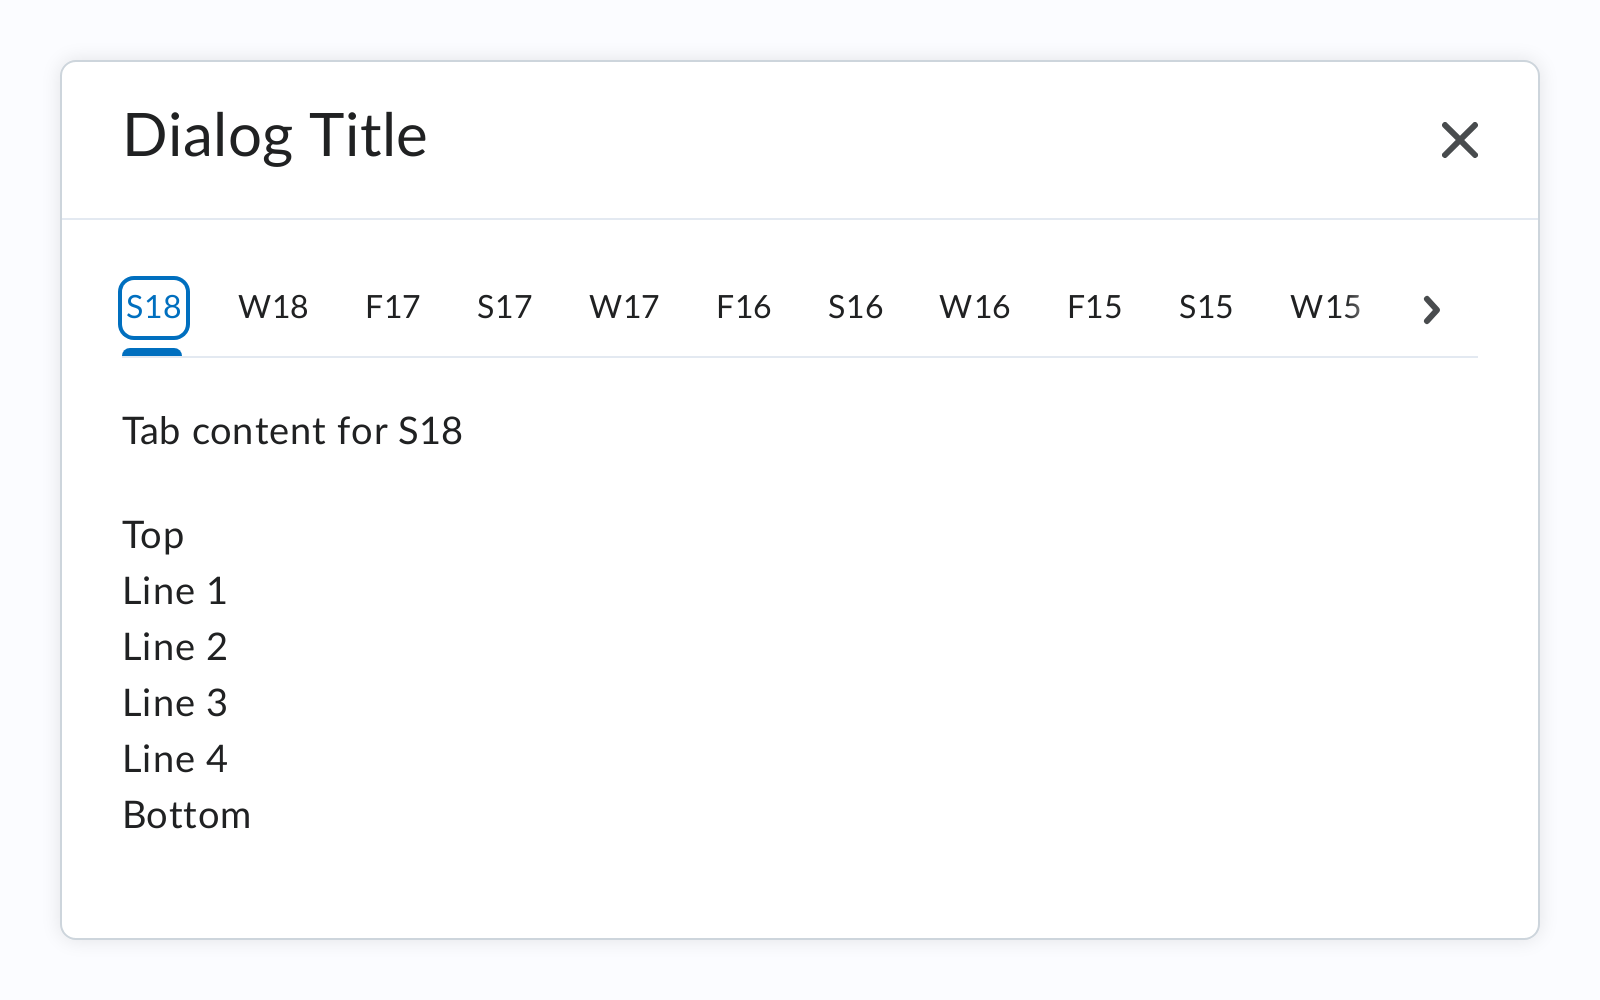 Dialog Title
S18 W18 F17 S17 W17 F16 S16 W16 F15 S15 W15
Tab content for S18
Top
Line 1
Line 2
Line 3
Line 4
Bottom